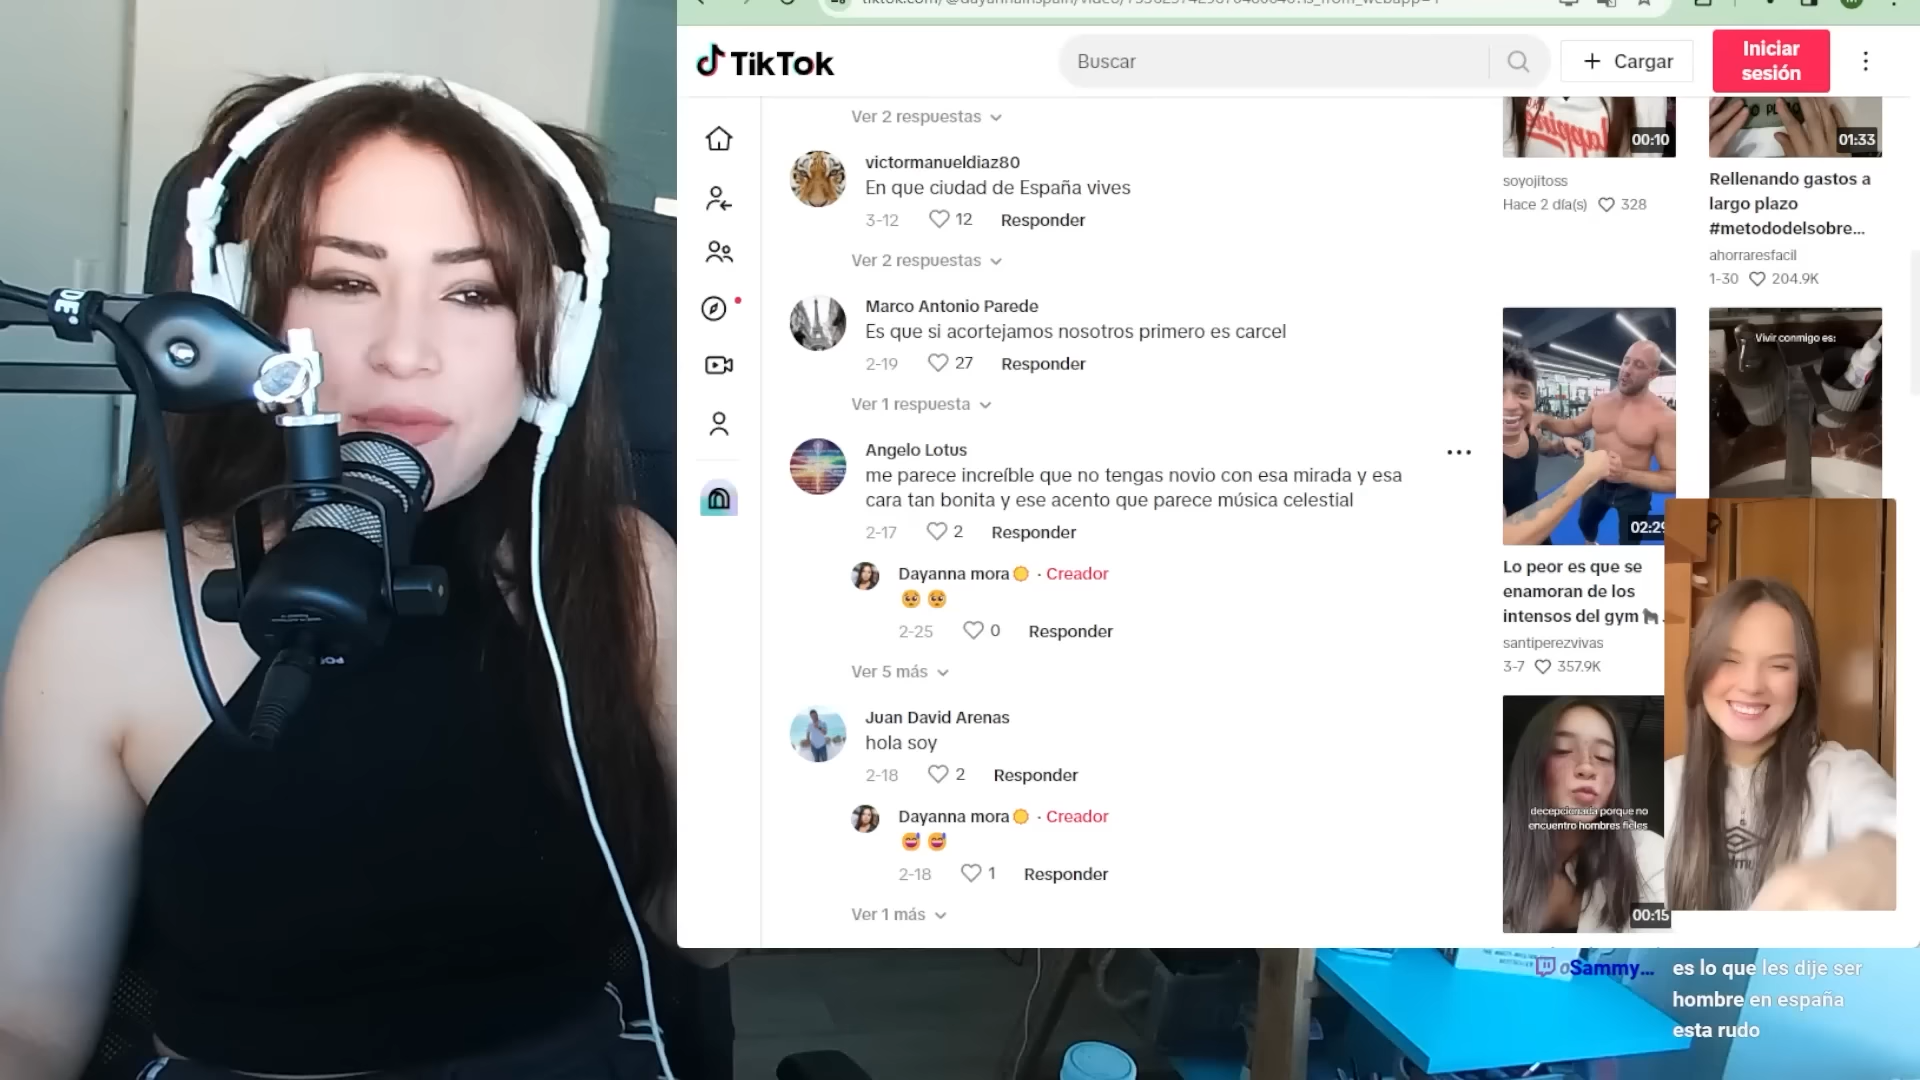 TikTok
Buscar
Cargar
Iniciar
sesión
Ver 2 respuestas
victormanueldiaz80
En que ciudad de España vives
3-12 12 Responder
Ver 2 respuestas
Marco Antonio Parede
Es que si acortejamos nosotros primero es carcel
2-19 27 Responder
Ver 1 respuesta
Angelo Lotus
me parece increíble que no tengas novio con esa mirada y esa
cara tan bonita y ese acento que parece música celestial
2-17 2 Responder
Dayanna mora · Creador
2-25 0 Responder
Ver 5 más
Juan David Arenas
hola soy
2-18 2 Responder
Dayanna mora · Creador
2-18 1 Responder
Ver 1 más
00:10
soyojitoss
Hace 2 día(s) 328
01:33
Rellenando gastos a
largo plazo
#metododelsobre...
ahorraresfacil
1-30 204.9K
02:29
Lo peor es que se
enamoran de los
intensos del gym
santiperezvivas
3-7 357.9K
Vivir conmigo es:
decepcionada porque no
encuentro hombres fieles
00:15
oSammy...
es lo que les dije ser
hombre en españa
esta rudo